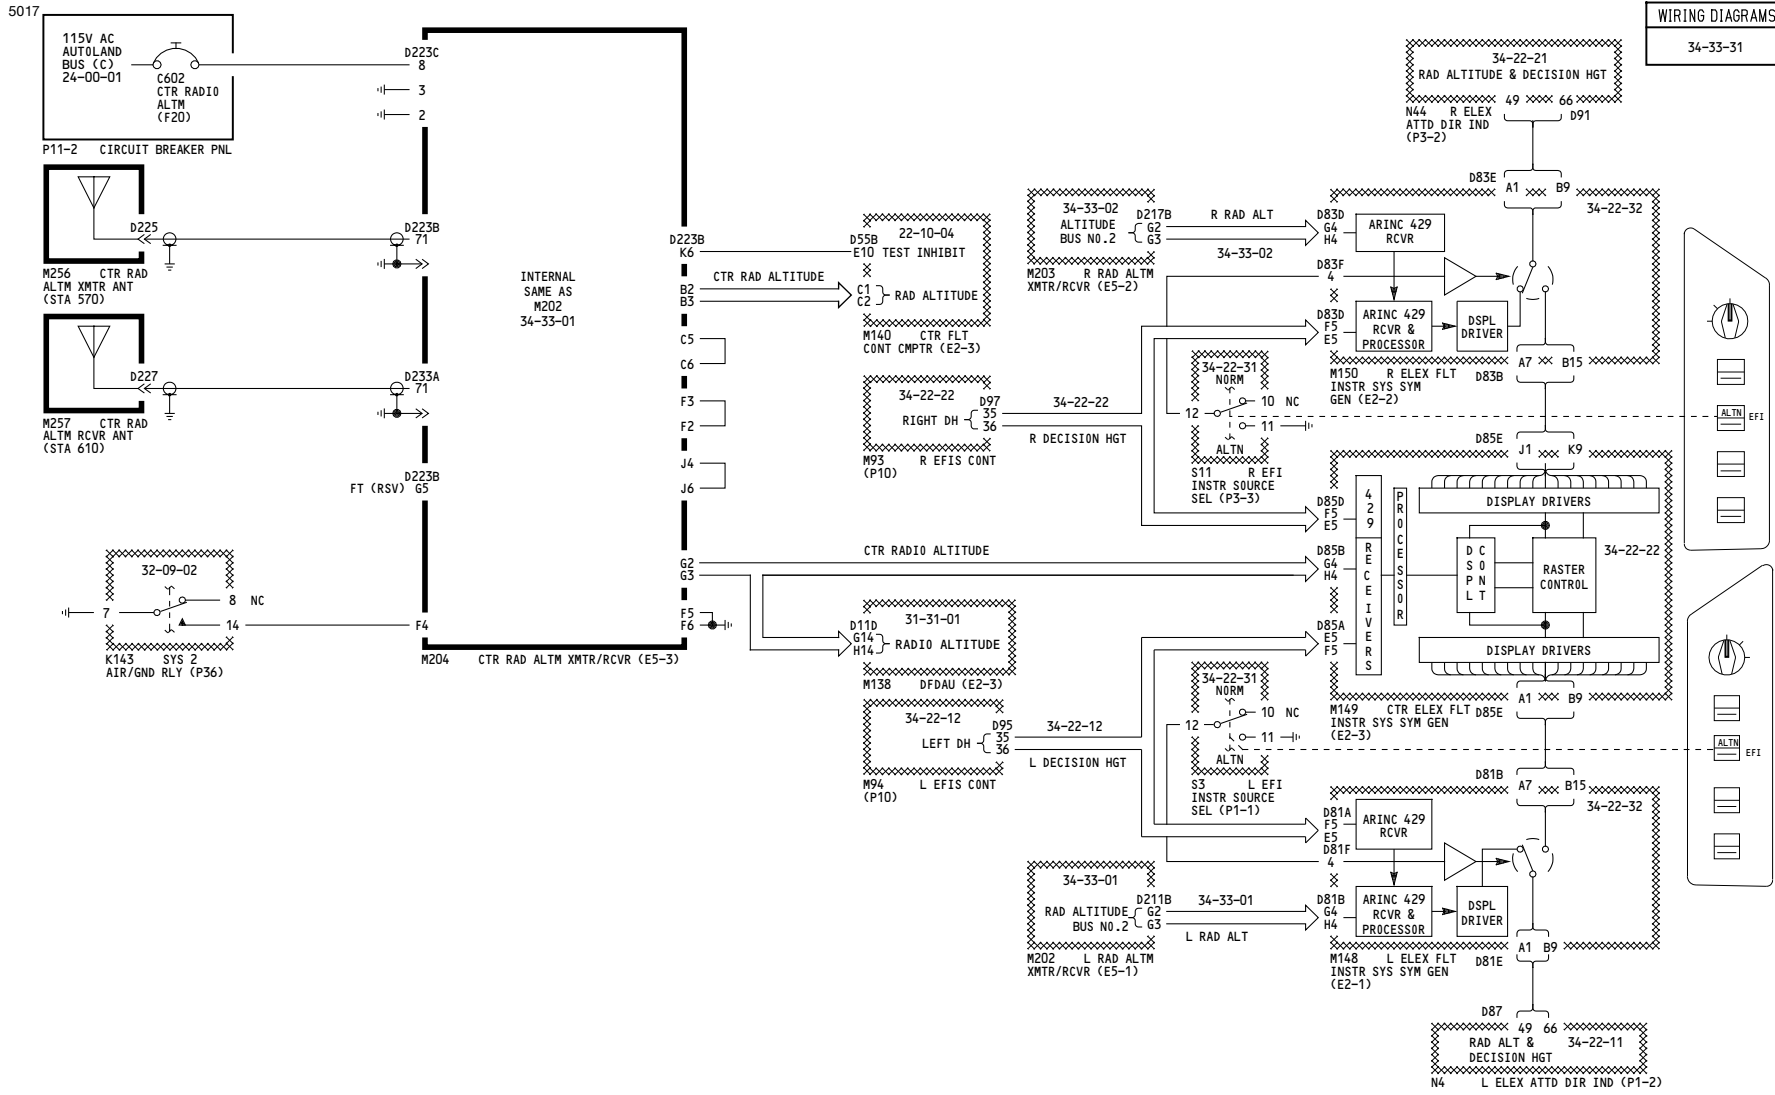 5017
WIRING DIAGRAMS
34-33-31
115V AC
AUTOLAND
BUS (C)
24-00-01
C602
CTR RADIO
ALTM
(F20)
P11-2 CIRCUIT BREAKER PNL
D223C
8
3
2
D225
D223B
71
M256 CTR RAD
ALTM XMTR ANT
(STA 570)
D227
D233A
71
M257 CTR RAD
ALTM RCVR ANT
(STA 610)
D223B
FT (RSV) G5
32-09-02
8 NC
7
14
F4
K143 SYS 2
AIR/GND RLY (P36)
INTERNAL
SAME AS
M202
34-33-01
M204 CTR RAD ALTM XMTR/RCVR (E5-3)
D223B
K6
B2
B3
C5
C6
F3
F2
J4
J6
G2
G3
F5
F6
CTR RAD ALTITUDE
22-10-04
D55B
E10 TEST INHIBIT
C1
C2
RAD ALTITUDE
M140 CTR FLT
CONT CMPTR (E2-3)
34-22-22
D97
RIGHT DH
35
36
M93
(P10)
R EFIS CONT
34-22-22
R DECISION HGT
CTR RADIO ALTITUDE
31-31-01
D11D
G14
H14
RADIO ALTITUDE
M138 DFDAU (E2-3)
34-22-12
D95
LEFT DH
35
36
M94
(P10)
L EFIS CONT
34-22-12
L DECISION HGT
34-33-02
ALTITUDE
BUS NO.2
D217B
G2
G3
M203 R RAD ALTM
XMTR/RCVR (E5-2)
R RAD ALT
34-33-02
34-22-31
NORM
10 NC
12
11
ALTN
S11 R EFI
INSTR SOURCE
SEL (P3-3)
34-22-31
NORM
10 NC
12
11
ALTN
S3 L EFI
INSTR SOURCE
SEL (P1-1)
34-33-01
RAD ALTITUDE
BUS NO.2
D211B
G2
G3
M202 L RAD ALTM
XMTR/RCVR (E5-1)
34-33-01
L RAD ALT
34-22-21
RAD ALTITUDE & DECISION HGT
49 66
D91
N44 R ELEX
ATTD DIR IND
(P3-2)
D83E
A1 B9
34-22-32
D83D
G4
H4
ARINC 429
RCVR
D83F
4
D83D
F5
E5
ARINC 429
RCVR &
PROCESSOR
DSPL
DRIVER
A7 B15
D83B
M150 R ELEX FLT
INSTR SYS SYM
GEN (E2-2)
ALTN
EFI
D85E
J1 K9
DISPLAY DRIVERS
D85D
F5
E5
429
RECEIVERS
PROCESSOR
D85B
G4
H4
DSPL
CONT
RASTER
CONTROL
34-22-22
D85A
E5
F5
DISPLAY DRIVERS
A1 B9
D85E
M149 CTR ELEX FLT
INSTR SYS SYM GEN
(E2-3)
ALTN
EFI
D81B
A7 B15
34-22-32
D81A
F5
E5
ARINC 429
RCVR
D81F
4
D81B
G4
H4
ARINC 429
RCVR &
PROCESSOR
DSPL
DRIVER
A1 B9
D81E
M148 L ELEX FLT
INSTR SYS SYM GEN
(E2-1)
D87
49 66
RAD ALT &
DECISION HGT
34-22-11
N4 L ELEX ATTD DIR IND (P1-2)